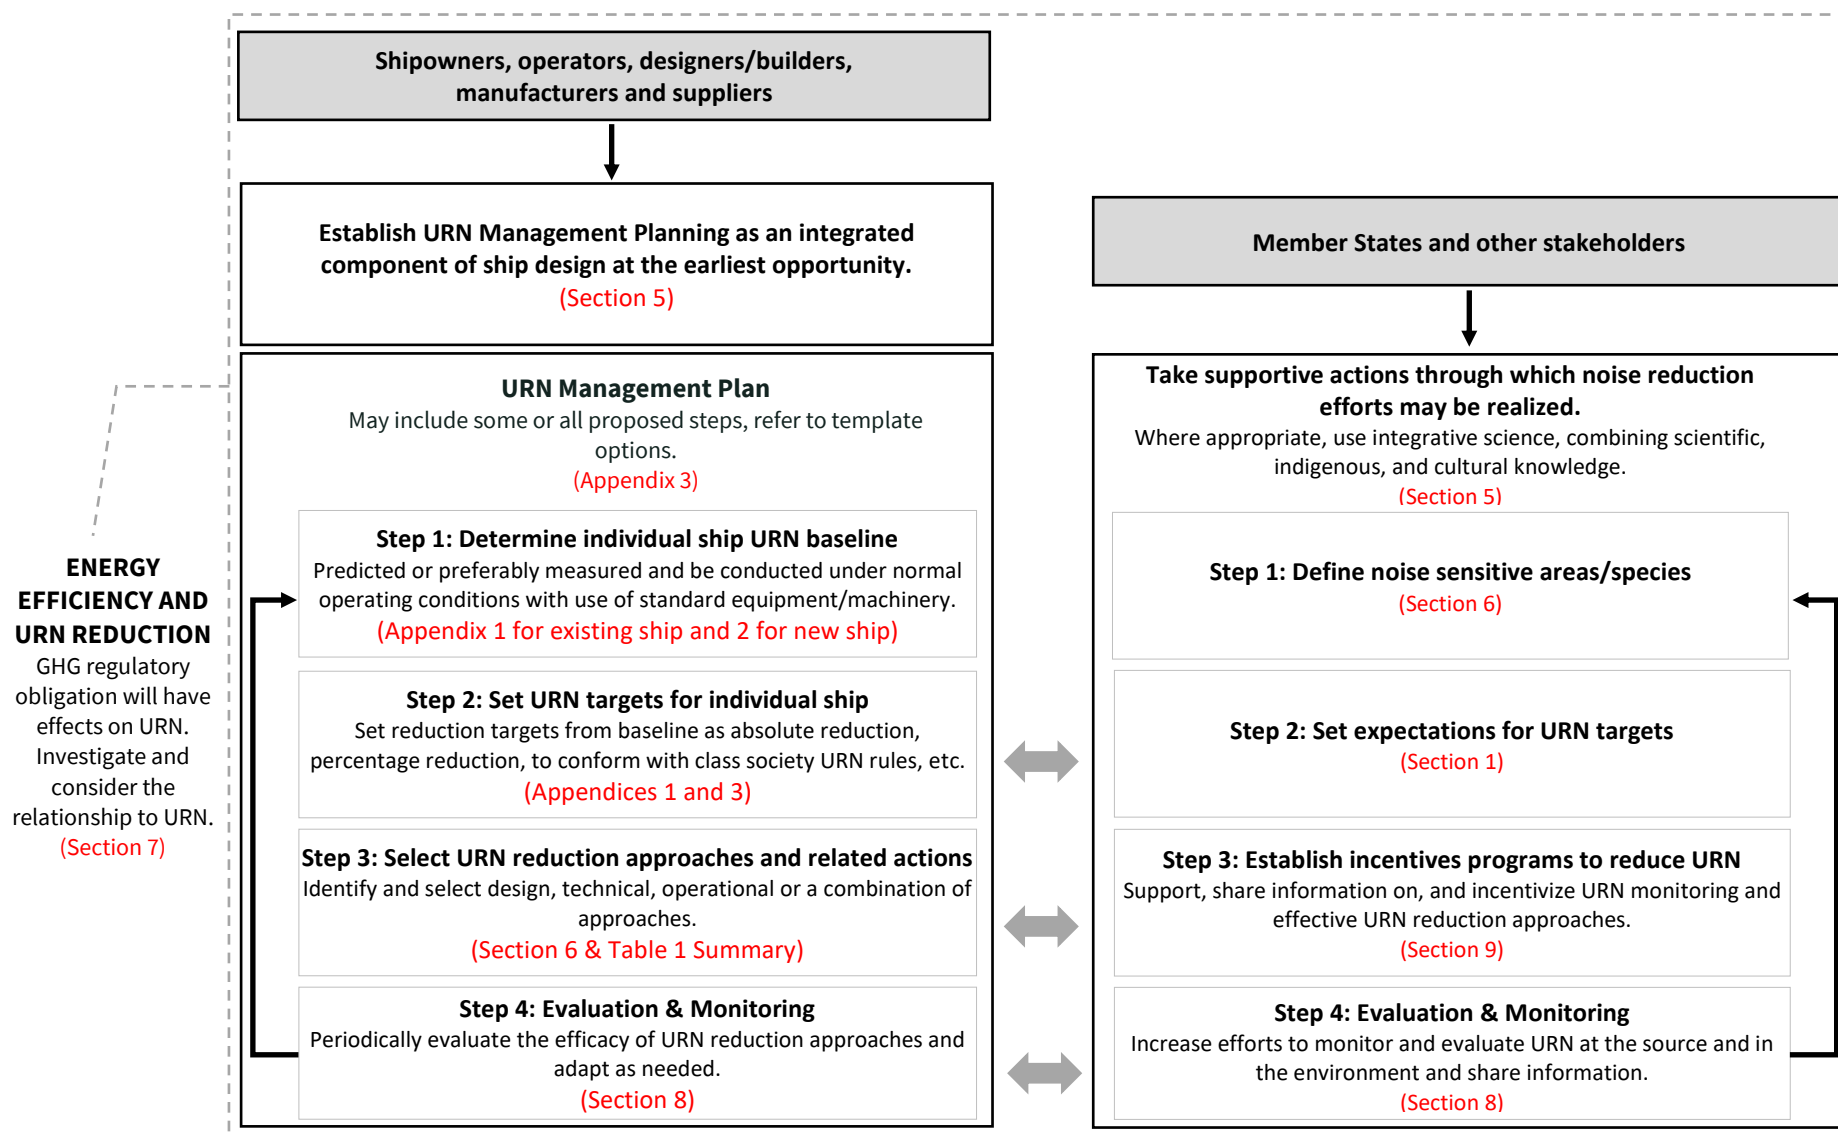 Shipowners, operators, designers/builders,
manufacturers and suppliers
Establish URN Management Planning as an integrated
component of ship design at the earliest opportunity.
(Section 5)
URN Management Plan
May include some or all proposed steps, refer to template
options.
(Appendix 3)
Step 1: Determine individual ship URN baseline
Predicted or preferably measured and be conducted under normal
operating conditions with use of standard equipment/machinery.
(Appendix 1 for existing ship and 2 for new ship)
Step 2: Set URN targets for individual ship
Set reduction targets from baseline as absolute reduction,
percentage reduction, to conform with class society URN rules, etc.
(Appendices 1 and 3)
Step 3: Select URN reduction approaches and related actions
Identify and select design, technical, operational or a combination of
approaches.
(Section 6 & Table 1 Summary)
Step 4: Evaluation & Monitoring
Periodically evaluate the efficacy of URN reduction approaches and
adapt as needed.
(Section 8)
Member States and other stakeholders
Take supportive actions through which noise reduction
efforts may be realized.
Where appropriate, use integrative science, combining scientific,
indigenous, and cultural knowledge.
(Section 5)
Step 1: Define noise sensitive areas/species
(Section 6)
Step 2: Set expectations for URN targets
(Section 1)
Step 3: Establish incentives programs to reduce URN
Support, share information on, and incentivize URN monitoring and
effective URN reduction approaches.
(Section 9)
Step 4: Evaluation & Monitoring
Increase efforts to monitor and evaluate URN at the source and in
the environment and share information.
(Section 8)
ENERGY
EFFICIENCY AND
URN REDUCTION
GHG regulatory
obligation will have
effects on URN.
Investigate and
consider the
relationship to URN.
(Section 7)